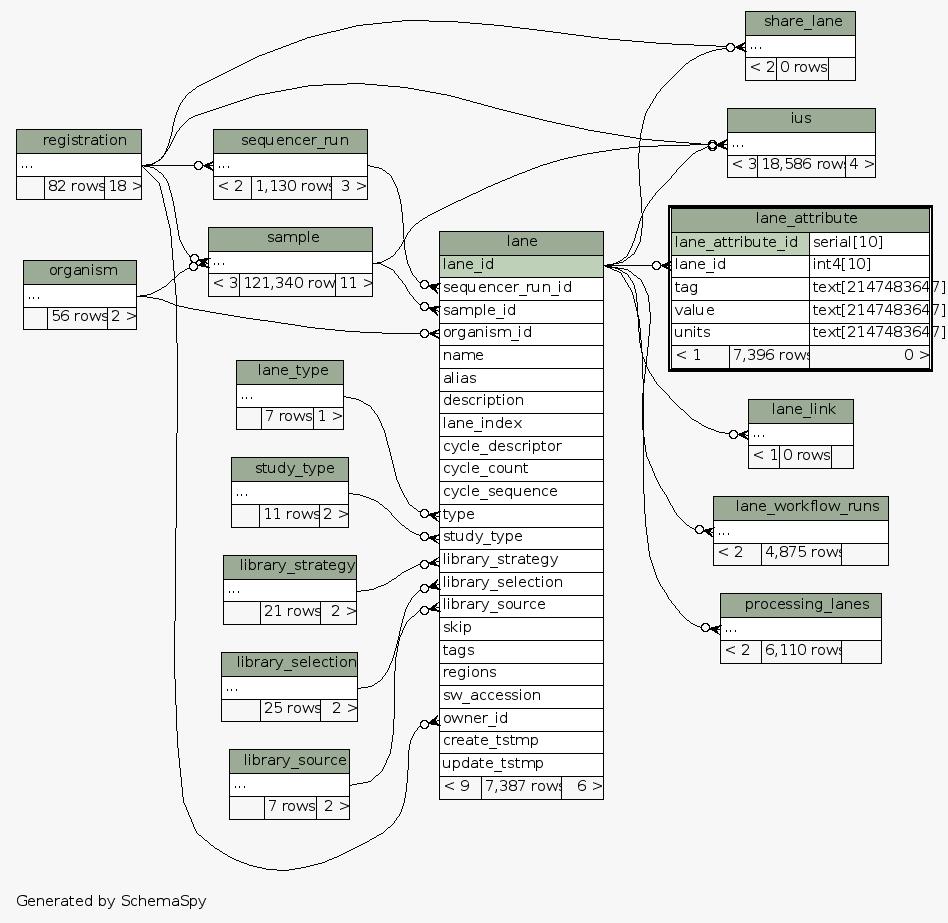 share_lane
...
< 2 0 rows
ius
...
< 3 18,586 rows 4 >
registration
...
82 rows 18 >
sequencer_run
...
< 2 1,130 rows 3 >
sample
...
< 3 121,340 row 11 >
organism
...
56 rows 2 >
lane
lane_id
sequencer_run_id
sample_id
organism_id
name
alias
description
lane_index
cycle_descriptor
cycle_count
cycle_sequence
type
study_type
library_strategy
library_selection
library_source
skip
tags
regions
sw_accession
owner_id
create_tstmp
update_tstmp
< 9 7,387 rows 6 >
lane_attribute
lane_attribute_id serial[10]
lane_id int4[10]
tag text[2147483647]
value text[2147483647]
units text[2147483647]
< 1 7,396 rows 0 >
lane_type
...
7 rows 1 >
study_type
...
11 rows 2 >
library_strategy
...
21 rows 2 >
library_selection
...
25 rows 2 >
library_source
...
7 rows 2 >
lane_link
...
< 1 0 rows
lane_workflow_runs
...
< 2 4,875 rows
processing_lanes
...
< 2 6,110 rows
Generated by SchemaSpy